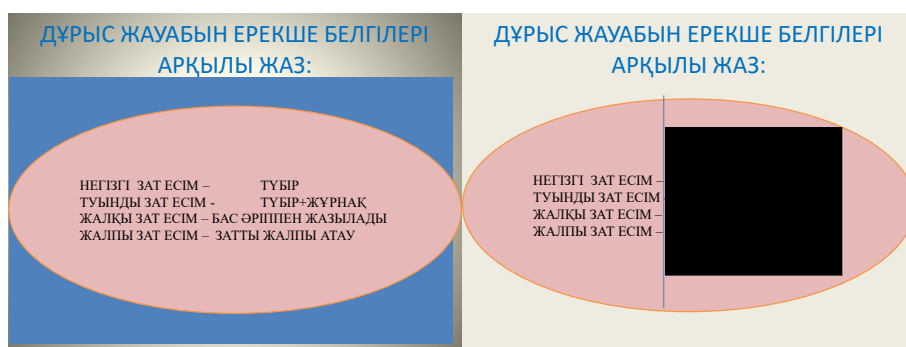 ДҰРЫС ЖАУАБЫН ЕРЕКШЕ БЕЛГІЛЕРІ
АРҚЫЛЫ ЖАЗ:
НЕГІЗГІ ЗАТ ЕСІМ – ТҮБІР
ТУЫНДЫ ЗАТ ЕСІМ - ТҮБІР+ЖҰРНАҚ
ЖАЛҚЫ ЗАТ ЕСІМ – БАС ӘРІППЕН ЖАЗЫЛАДЫ
ЖАЛПЫ ЗАТ ЕСІМ – ЗАТТЫ ЖАЛПЫ АТАУ
ДҰРЫС ЖАУАБЫН ЕРЕКШЕ БЕЛГІЛЕРІ
АРҚЫЛЫ ЖАЗ:
НЕГІЗГІ ЗАТ ЕСІМ –
ТУЫНДЫ ЗАТ ЕСІМ -
ЖАЛҚЫ ЗАТ ЕСІМ –
ЖАЛПЫ ЗАТ ЕСІМ –